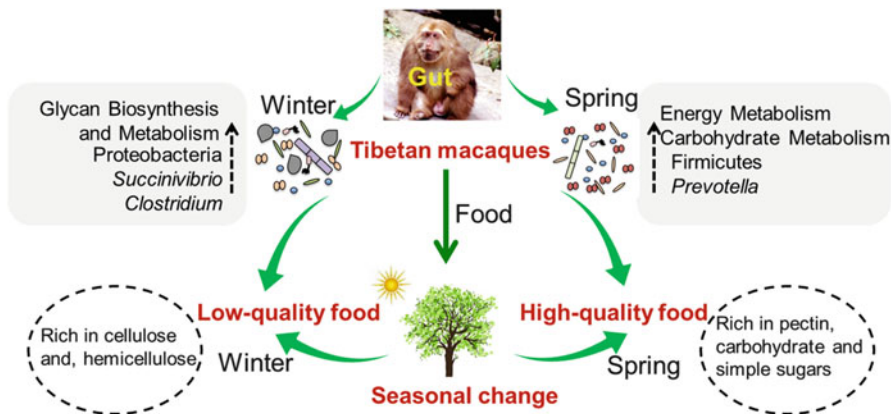 Gut
Winter
Spring
Glycan Biosynthesis
and Metabolism
Proteobacteria
Succinivibrio
Clostridium
Energy Metabolism
Carbohydrate Metabolism
Firmicutes
Prevotella
Tibetan macaques
Food
Low-quality food
High-quality food
Rich in cellulose
and, hemicellulose
Winter
Spring
Rich in pectin,
carbohydrate and
simple sugars
Seasonal change